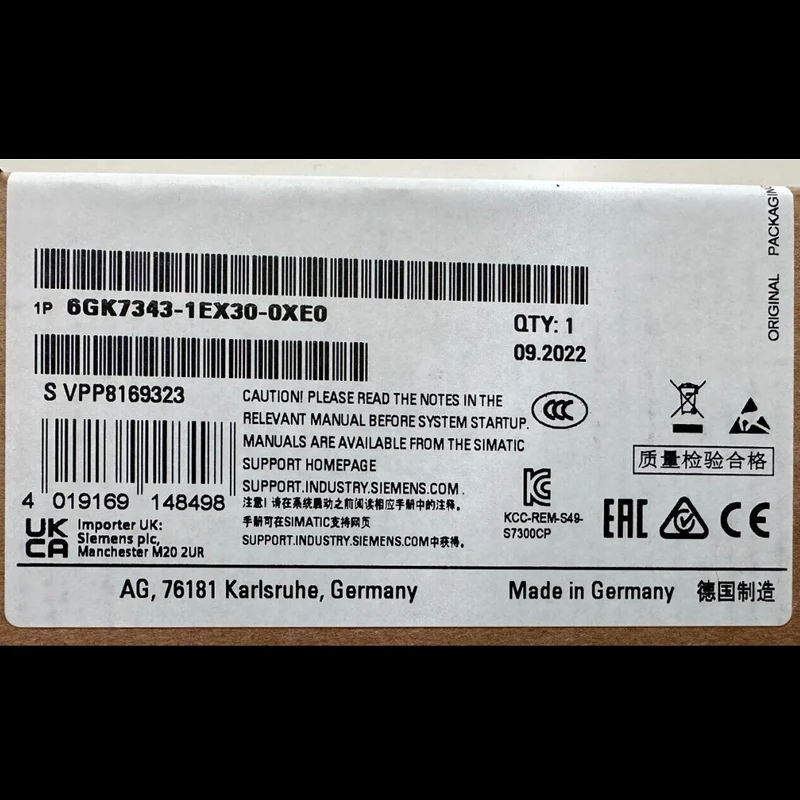 ORIGINAL PACKAGIN
1P 6GK7343-1EX30-0XE0
QTY: 1
09.2022
S VPP8169323
CAUTION! PLEASE READ THE NOTES IN THE
RELEVANT MANUAL BEFORE SYSTEM STARTUP.
MANUALS ARE AVAILABLE FROM THE SIMATIC
SUPPORT HOMEPAGE
SUPPORT.INDUSTRY.SIEMENS.COM.
注意! 请在系统启动之前阅读相应手册中的注释。
手册可在SIMATIC支持网页
SUPPORT.INDUSTRY.SIEMENS.COM中获得。
CCC
质量检验合格
4 019169 148498
KCC-REM-S49-
S7300CP
EAC
CE
UK
CA
Importer UK:
Siemens plc,
Manchester M20 2UR
AG, 76181 Karlsruhe, Germany
Made in Germany 德国制造